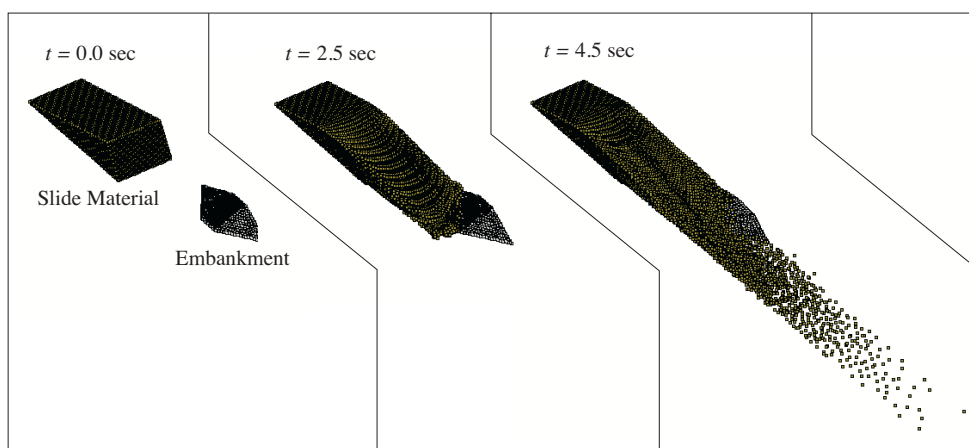 t = 0.0 sec
t = 2.5 sec
t = 4.5 sec
Slide Material
Embankment